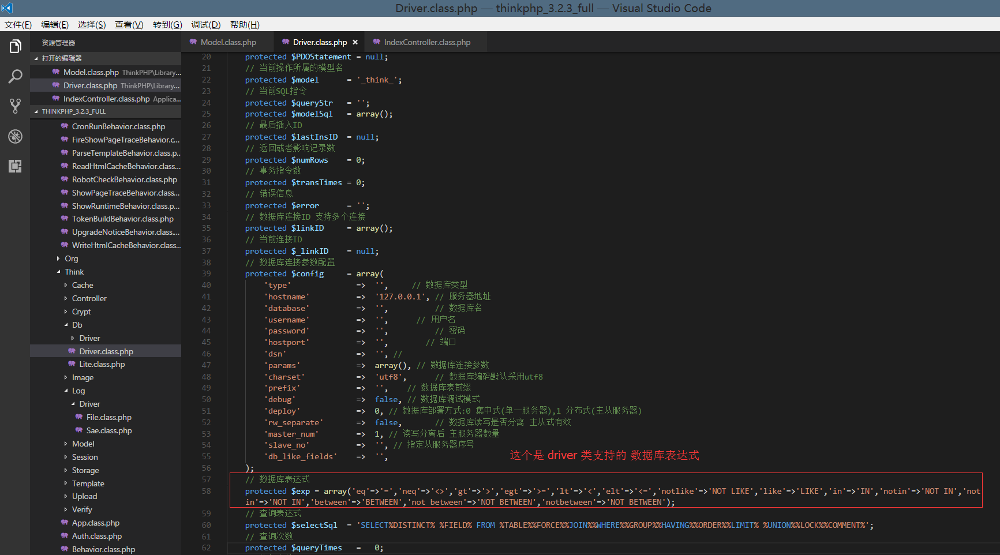 Driver.class.php — thinkphp_3.2.3_full — Visual Studio Code
文件(F) 编辑(E) 选择(S) 查看(V) 转到(G) 调试(D) 帮助(H)
资源管理器
打开的编辑器
Model.class.php ThinkPHP\Library...
Driver.class.php ThinkPHP\Library...
IndexController.class.php Applica...
THINKPHP_3.2.3_FULL
CronRunBehavior.class.php
FireShowPageTraceBehavior.c...
ParseTemplateBehavior.class.p...
ReadHtmlCacheBehavior.class...
RobotCheckBehavior.class.php
ShowPageTraceBehavior.class...
ShowRuntimeBehavior.class.p...
TokenBuildBehavior.class.php
UpgradeNoticeBehavior.class....
WriteHtmlCacheBehavior.class...
Org
Think
Cache
Controller
Crypt
Db
Driver
Driver.class.php
Lite.class.php
Image
Log
Driver
File.class.php
Sae.class.php
Model
Session
Storage
Template
Upload
Verify
App.class.php
Auth.class.php
Behavior.class.php
Model.class.php Driver.class.php × IndexController.class.php
20 protected $PDOStatement = null;
21 // 当前操作所属的模型名
22 protected $model = '_think_';
23 // 当前SQL指令
24 protected $queryStr = '';
25 protected $modelSql = array();
26 // 最后插入ID
27 protected $lastInsID = null;
28 // 返回或者影响记录数
29 protected $numRows = 0;
30 // 事务指令数
31 protected $transTimes = 0;
32 // 错误信息
33 protected $error = '';
34 // 数据库连接ID 支持多个连接
35 protected $linkID = array();
36 // 当前连接ID
37 protected $_linkID = null;
38 // 数据库连接参数配置
39 protected $config = array(
40 'type' => '', // 数据库类型
41 'hostname' => '127.0.0.1', // 服务器地址
42 'database' => '', // 数据库名
43 'username' => '', // 用户名
44 'password' => '', // 密码
45 'hostport' => '', // 端口
46 'dsn' => '', //
47 'params' => array(), // 数据库连接参数
48 'charset' => 'utf8', // 数据库编码默认采用utf8
49 'prefix' => '', // 数据库表前缀
50 'debug' => false, // 数据库调试模式
51 'deploy' => 0, // 数据库部署方式:0 集中式(单一服务器),1 分布式(主从服务器)
52 'rw_separate' => false, // 数据库读写是否分离 主从式有效
53 'master_num' => 1, // 读写分离后 主服务器数量
54 'slave_no' => '', // 指定从服务器序号
55 'db_like_fields' => '',
这个是 driver 类支持的 数据库表达式
56 );
57 // 数据库表达式
58 protected $exp = array('eq'=>'=','neq'=>'<>','gt'=>'>','egt'=>'>=','lt'=>'<','elt'=>'<=','notlike'=>'NOT LIKE','like'=>'LIKE','in'=>'IN','notin'=>'NOT IN','not
in'=>'NOT IN','between'=>'BETWEEN','not between'=>'NOT BETWEEN','notbetween'=>'NOT BETWEEN');
59 // 查询表达式
60 protected $selectSql = 'SELECT%DISTINCT% %FIELD% FROM %TABLE%%FORCE%%JOIN%%WHERE%%GROUP%%HAVING%%ORDER%%LIMIT% %UNION%%LOCK%%COMMENT%';
61 // 查询次数
62 protected $queryTimes = 0;